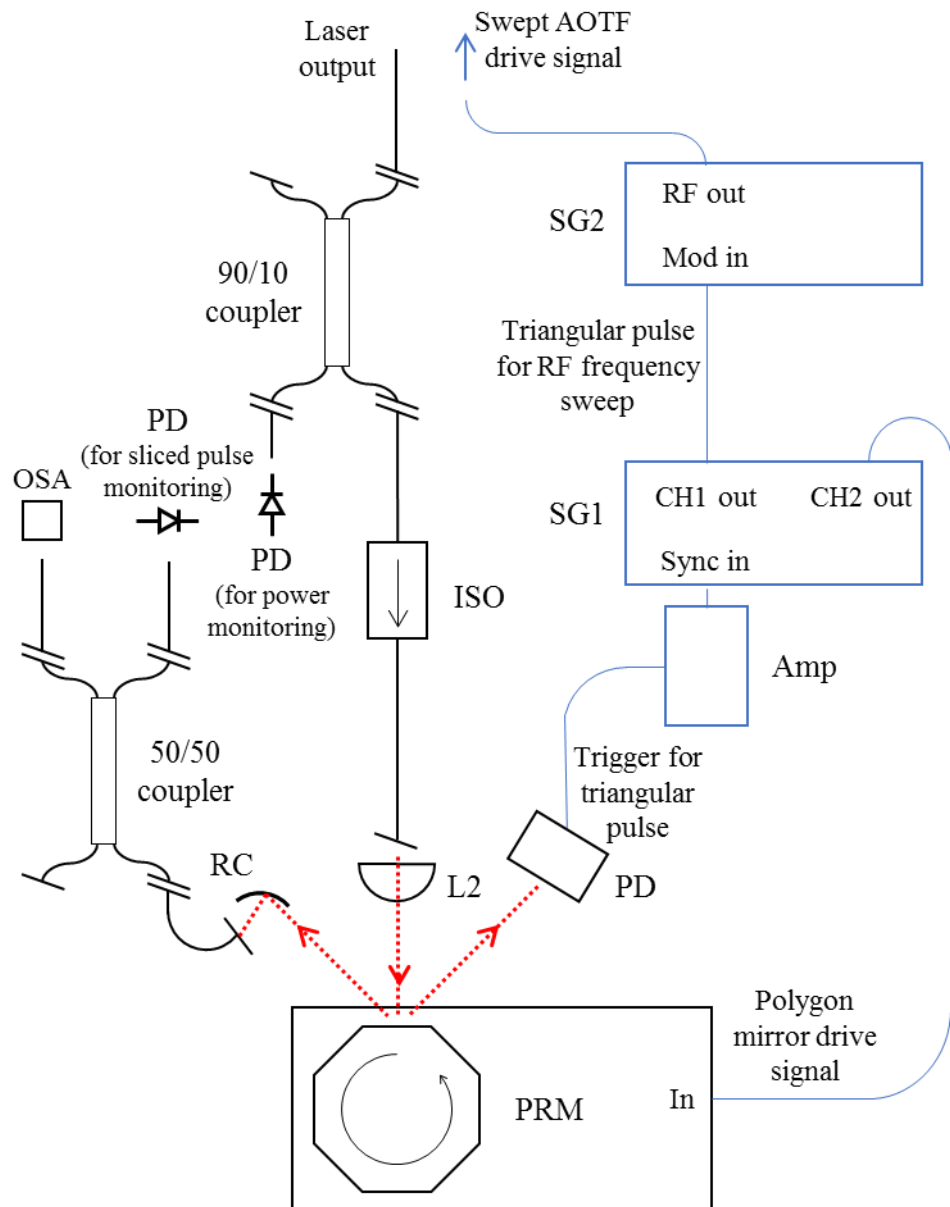 Laser
output
Swept AOTF
drive signal
RF out
SG2
Mod in
90/10
coupler
Triangular pulse
for RF frequency
sweep
PD
(for sliced pulse
monitoring)
OSA
CH1 out
CH2 out
SG1
Sync in
PD
(for power
monitoring)
ISO
Amp
50/50
coupler
Trigger for
triangular
pulse
RC
L2
PD
Polygon
mirror drive
signal
PRM
In